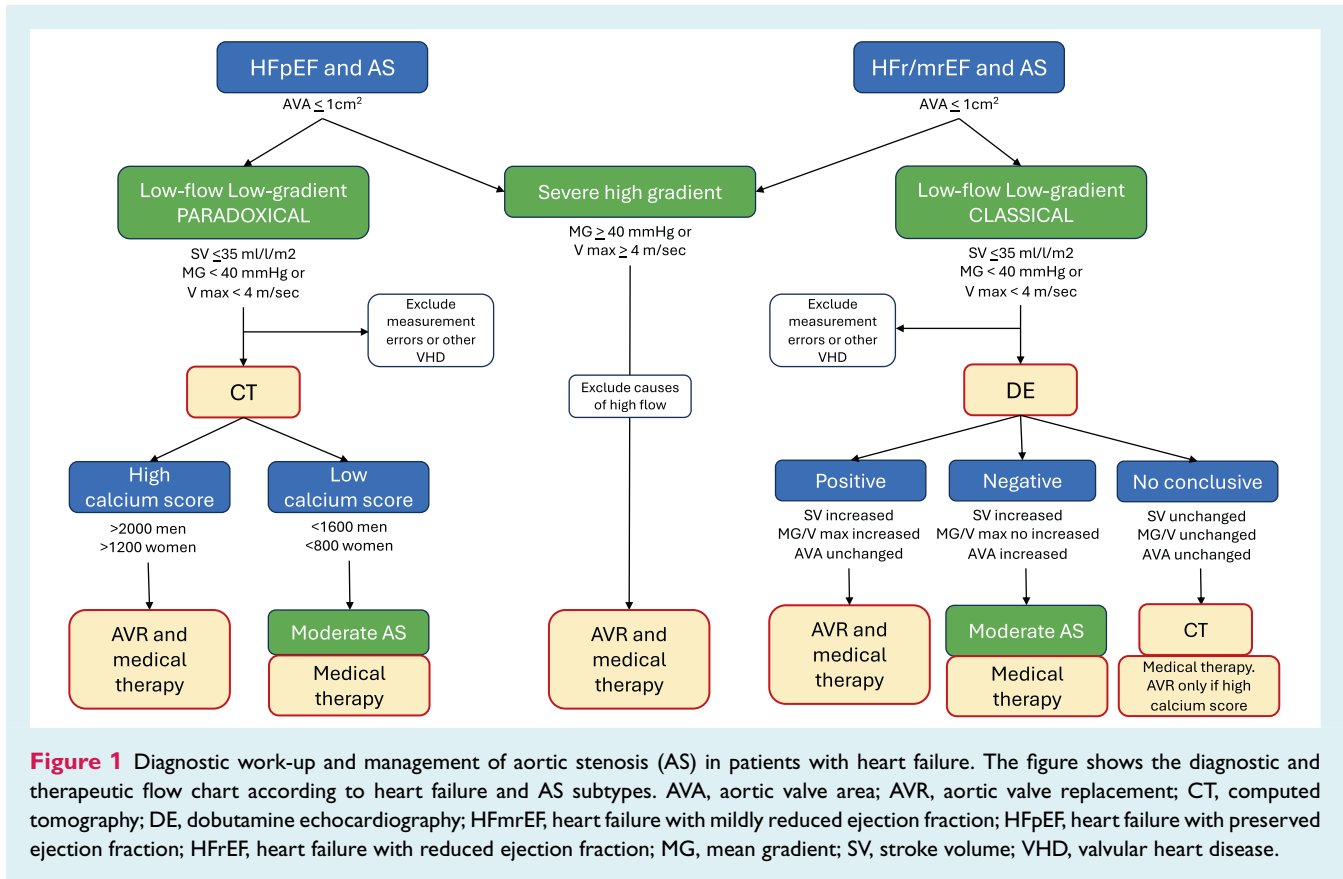 HFpEF and AS
AVA ≤ 1cm²
HFr/mrEF and AS
AVA ≤ 1cm²
Low-flow Low-gradient
PARADOXICAL
SV ≤35 ml/l/m2
MG < 40 mmHg or
V max < 4 m/sec
Severe high gradient
MG ≥ 40 mmHg or
V max ≥ 4 m/sec
Low-flow Low-gradient
CLASSICAL
SV ≤35 ml/l/m2
MG < 40 mmHg or
V max < 4 m/sec
Exclude
measurement
errors or other
VHD
Exclude
measurement
errors or other
VHD
CT
Exclude causes
of high flow
DE
High
calcium score
>2000 men
>1200 women
Low
calcium score
<1600 men
<800 women
Positive
SV increased
MG/V max increased
AVA unchanged
Negative
SV increased
MG/V max no increased
AVA increased
No conclusive
SV unchanged
MG/V unchanged
AVA unchanged
AVR and
medical
therapy
Moderate AS
Medical
therapy
AVR and
medical
therapy
AVR and
medical
therapy
Moderate AS
Medical
therapy
CT
Medical therapy.
AVR only if high
calcium score
Figure 1 Diagnostic work-up and management of aortic stenosis (AS) in patients with heart failure. The figure shows the diagnostic and
therapeutic flow chart according to heart failure and AS subtypes. AVA, aortic valve area; AVR, aortic valve replacement; CT, computed
tomography; DE, dobutamine echocardiography; HFmrEF, heart failure with mildly reduced ejection fraction; HFpEF, heart failure with preserved
ejection fraction; HFrEF, heart failure with reduced ejection fraction; MG, mean gradient; SV, stroke volume; VHD, valvular heart disease.